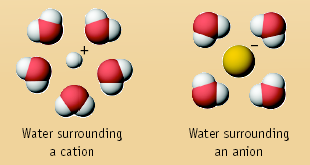 +
−
Water surrounding
a cation
Water surrounding
an anion